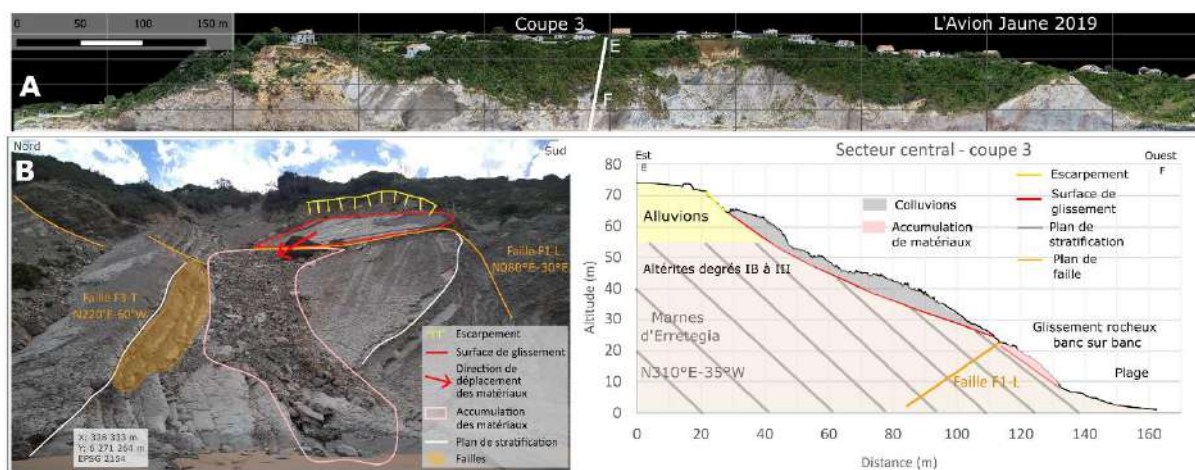 0 50 100 150 m
Coupe 3
L'Avion Jaune 2019
E
F
A
B
Nord
Sud
Faille F1-L
N080°E-30°E
Faille F3-T
N220°E-60°W
Escarpement
Surface de glissement
Direction de
déplacement
des matériaux
Accumulation
des matériaux
Plan de stratification
Failles
X: 338 333 m
Y: 6 271 264 m
EPSG 2154
Secteur central - coupe 3
Est
E
Ouest
F
80
70
60
50
40
30
20
10
0
Altitude (m)
Alluvions
Altérites degrés IB à III
Marnes
d'Erretegia
N310°E-35°W
Colluvions
Accumulation
de matériaux
Escarpement
Surface de
glissement
Plan de
stratification
Plan de
faille
Glissement rocheux
banc sur banc
Plage
Faille F1-L
0 20 40 60 80 100 120 140 160
Distance (m)